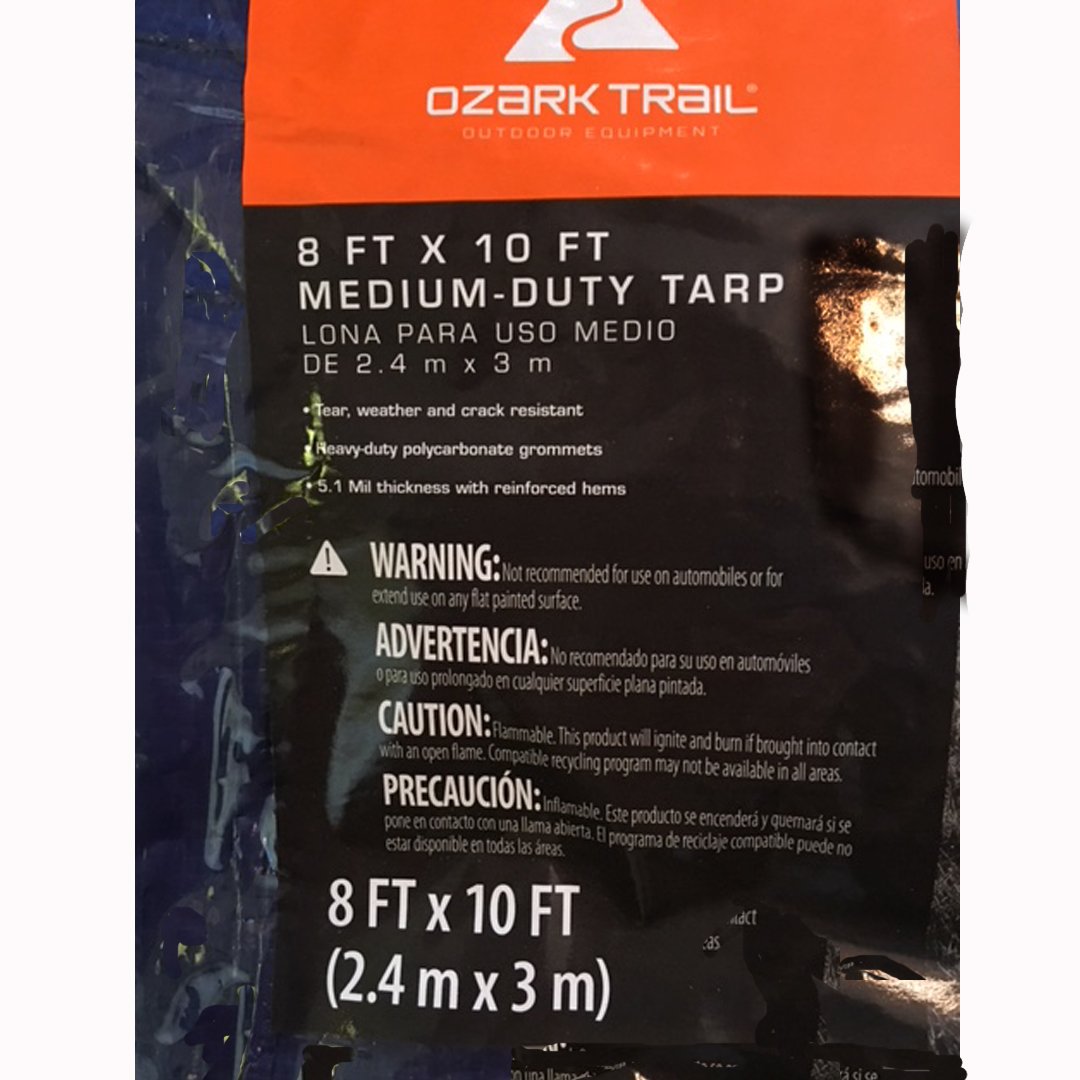 OZARK TRAIL®
OUTDOOR EQUIPMENT
8 FT X 10 FT
MEDIUM-DUTY TARP
LONA PARA USO MEDIO
DE 2.4 m x 3 m
• Tear, weather and crack resistant
• Heavy-duty polycarbonate grommets
• 5.1 Mil thickness with reinforced hems
WARNING: Not recommended for use on automobiles or for
extend use on any flat painted surface.
ADVERTENCIA: No recomendado para su uso en automóviles
o para uso prolongado en cualquier superficie plana pintada.
CAUTION: Flammable. This product will ignite and burn if brought into contact
with an open flame. Compatible recycling program may not be available in all areas.
PRECAUCIÓN: Inflamable. Este producto se encenderá y quemará si se
pone en contacto con una llama abierta. El programa de reciclaje compatible puede no
estar disponible en todas las áreas.
8 FT x 10 FT
(2.4 m x 3 m)
uso en
una llama
si se